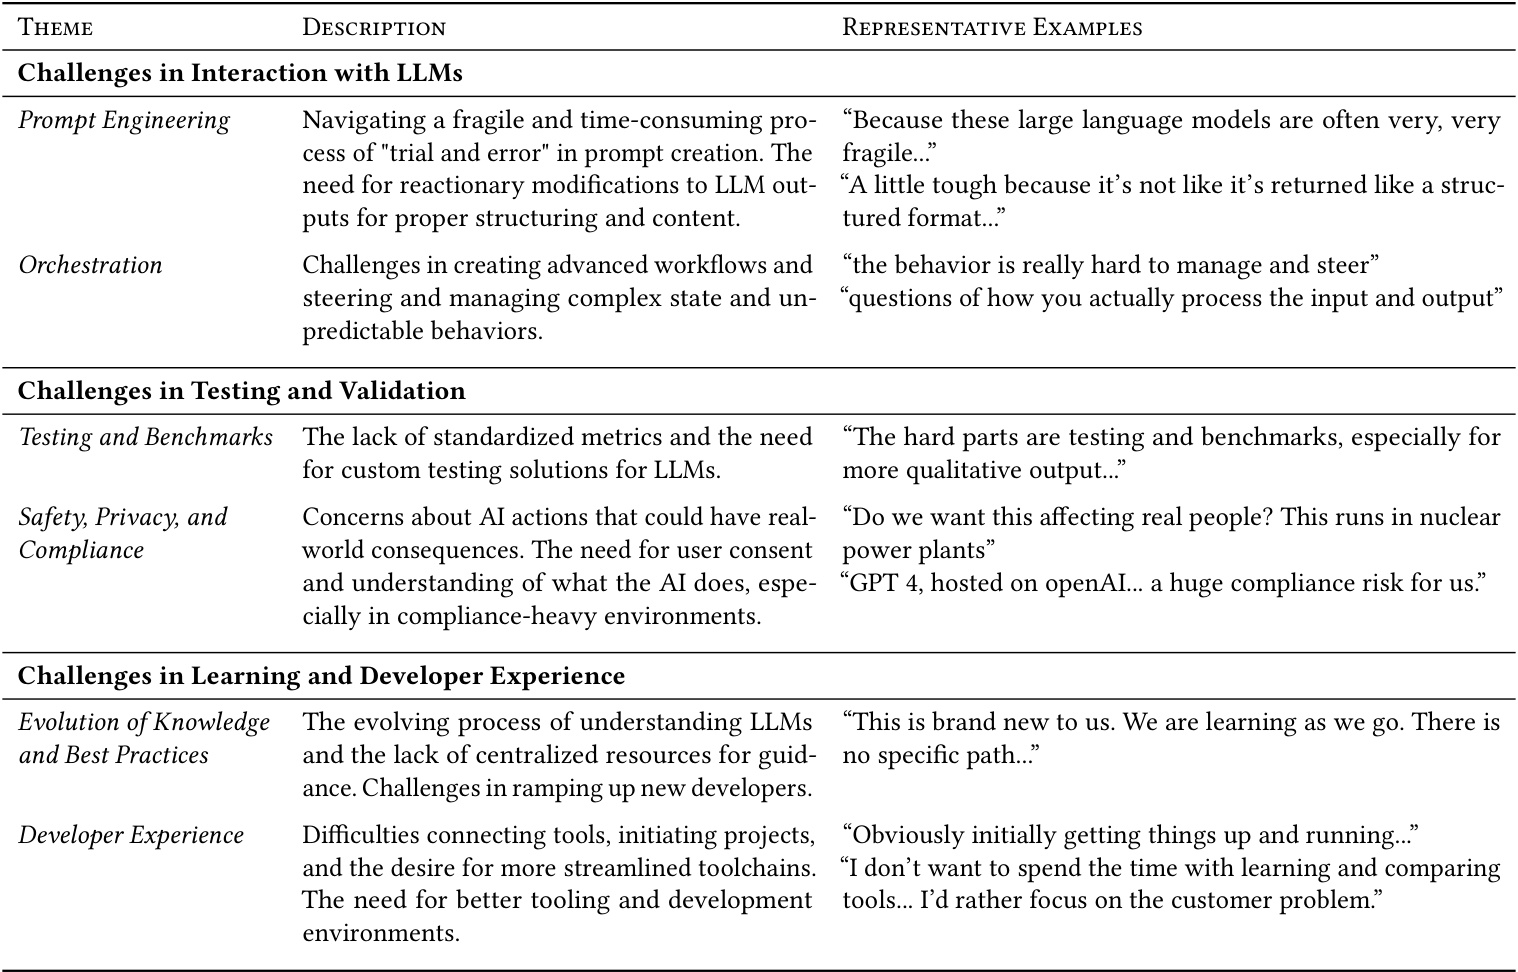 THEME DESCRIPTION REPRESENTATIVE EXAMPLES
Challenges in Interaction with LLMs
Prompt Engineering
Navigating a fragile and time-consuming pro-
cess of "trial and error" in prompt creation. The
need for reactionary modifications to LLM out-
puts for proper structuring and content.
“Because these large language models are often very, very
fragile...”
“A little tough because it’s not like it’s returned like a struc-
tured format...”
Orchestration
Challenges in creating advanced workflows and
steering and managing complex state and un-
predictable behaviors.
“the behavior is really hard to manage and steer”
“questions of how you actually process the input and output”
Challenges in Testing and Validation
Testing and Benchmarks
The lack of standardized metrics and the need
for custom testing solutions for LLMs.
“The hard parts are testing and benchmarks, especially for
more qualitative output...”
Safety, Privacy, and
Compliance
Concerns about AI actions that could have real-
world consequences. The need for user consent
and understanding of what the AI does, espe-
cially in compliance-heavy environments.
“Do we want this affecting real people? This runs in nuclear
power plants”
“GPT 4, hosted on openAI... a huge compliance risk for us.”
Challenges in Learning and Developer Experience
Evolution of Knowledge
and Best Practices
The evolving process of understanding LLMs
and the lack of centralized resources for guid-
ance. Challenges in ramping up new developers.
“This is brand new to us. We are learning as we go. There is
no specific path...”
Developer Experience
Difficulties connecting tools, initiating projects,
and the desire for more streamlined toolchains.
The need for better tooling and development
environments.
“Obviously initially getting things up and running...”
“I don’t want to spend the time with learning and comparing
tools... I’d rather focus on the customer problem.”